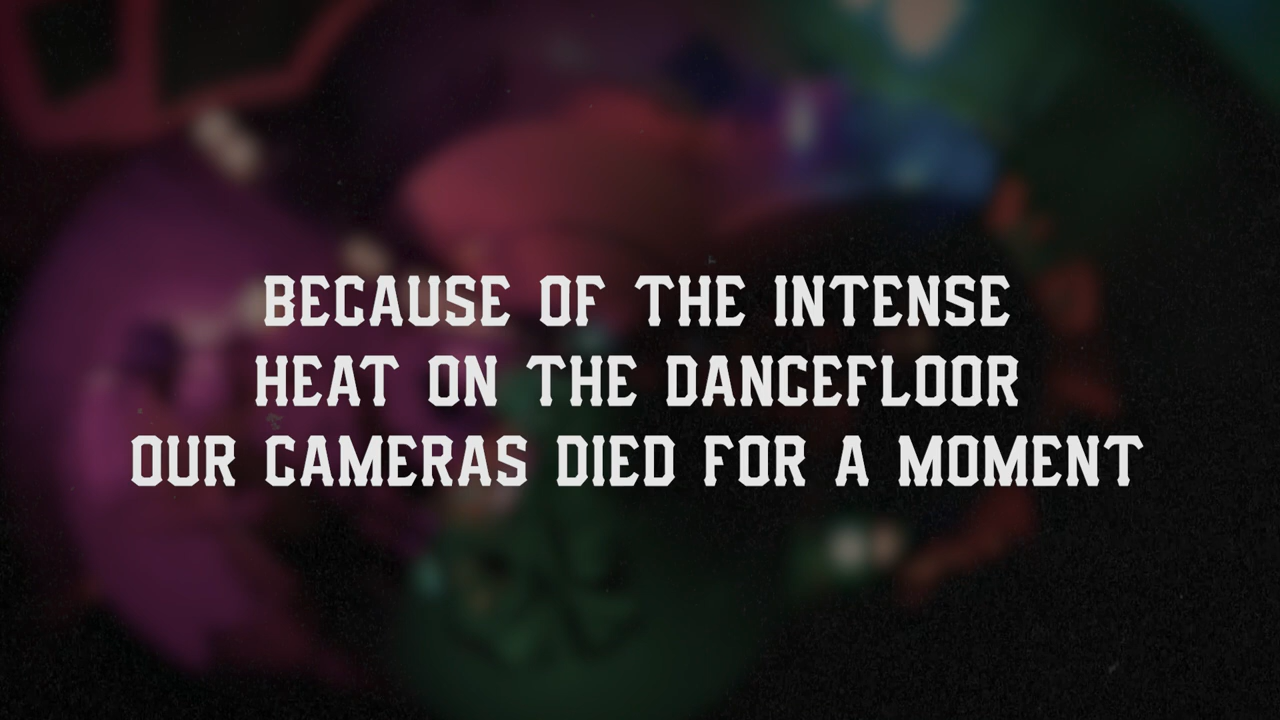 BECAUSE OF THE INTENSE
HEAT ON THE DANCEFLOOR
OUR CAMERAS DIED FOR A MOMENT